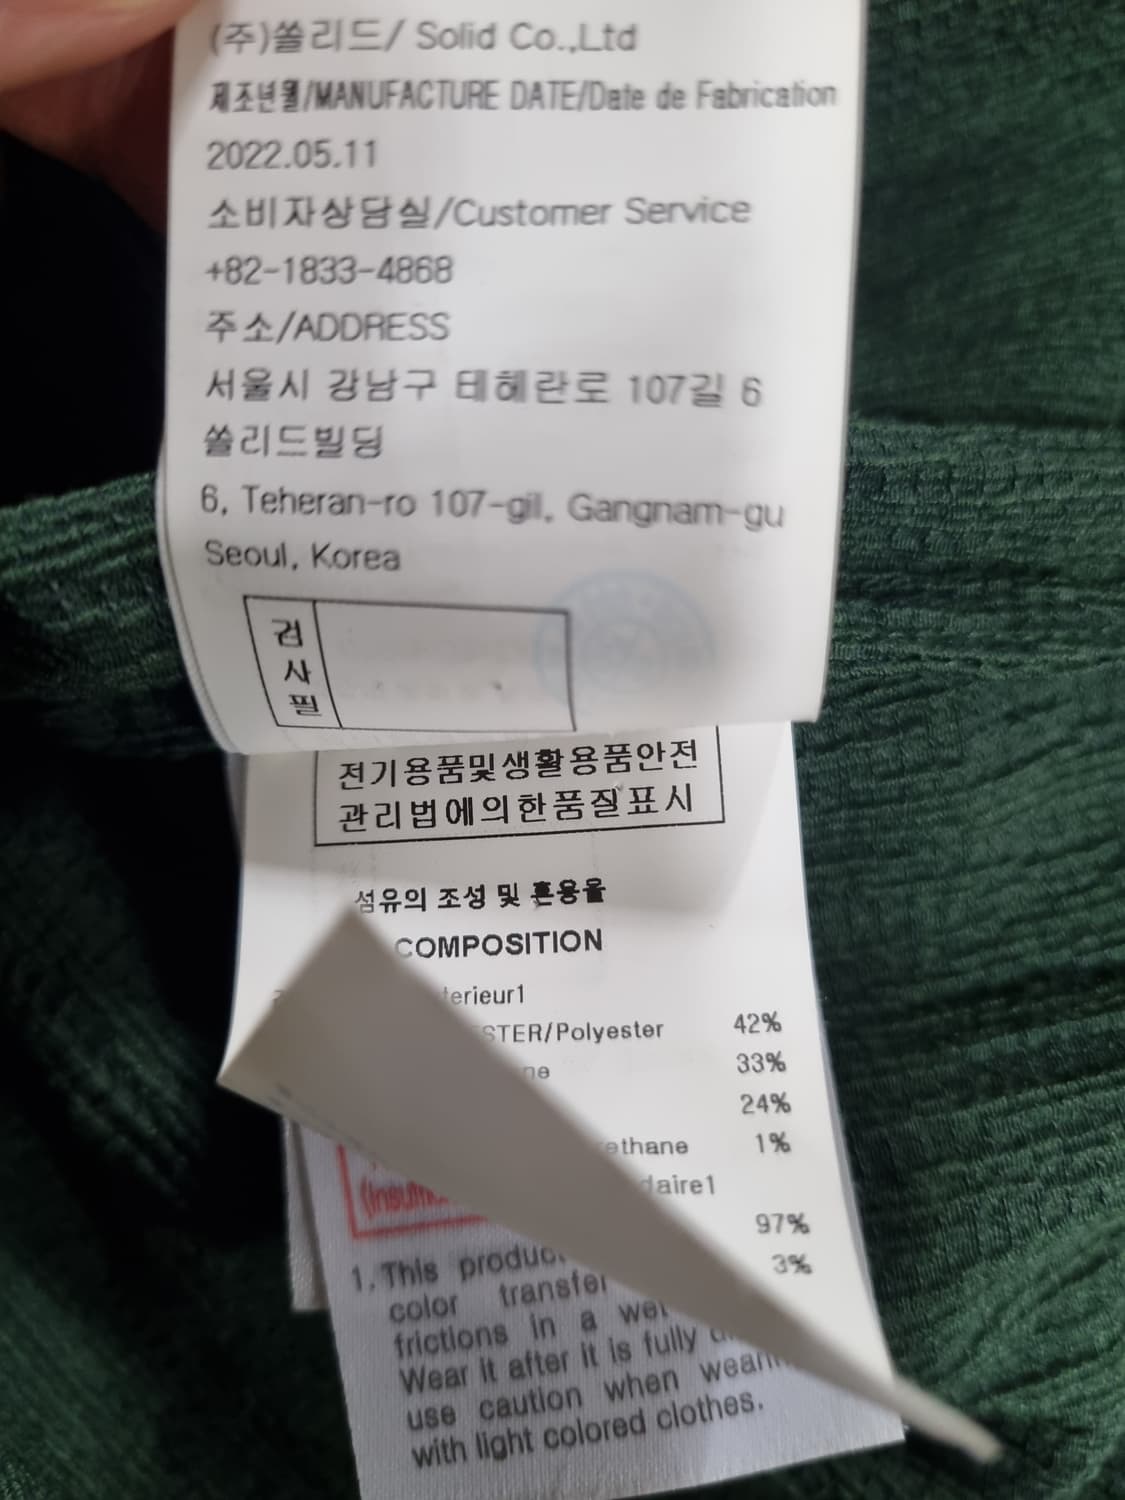 (주)쏠리드/ Solid Co.,Ltd
제조년월/MANUFACTURE DATE/Date de Fabrication
2022.05.11
소비자상담실/Customer Service
+82-1833-4868
주소/ADDRESS
서울시 강남구 테헤란로 107길 6
쏠리드빌딩
6, Teheran-ro 107-gil, Gangnam-gu
Seoul, Korea
검
사
필
전기용품및생활용품안전
관리법에의한품질표시
섬유의 조성 및 혼용율
COMPOSITION
terieur1
STER/Polyester 42%
ne 33%
24%
ethane 1%
daire1
97%
3%
1. This produc
color transfer
frictions in a wet
Wear it after it is fully
use caution when wearin
with light colored clothes.